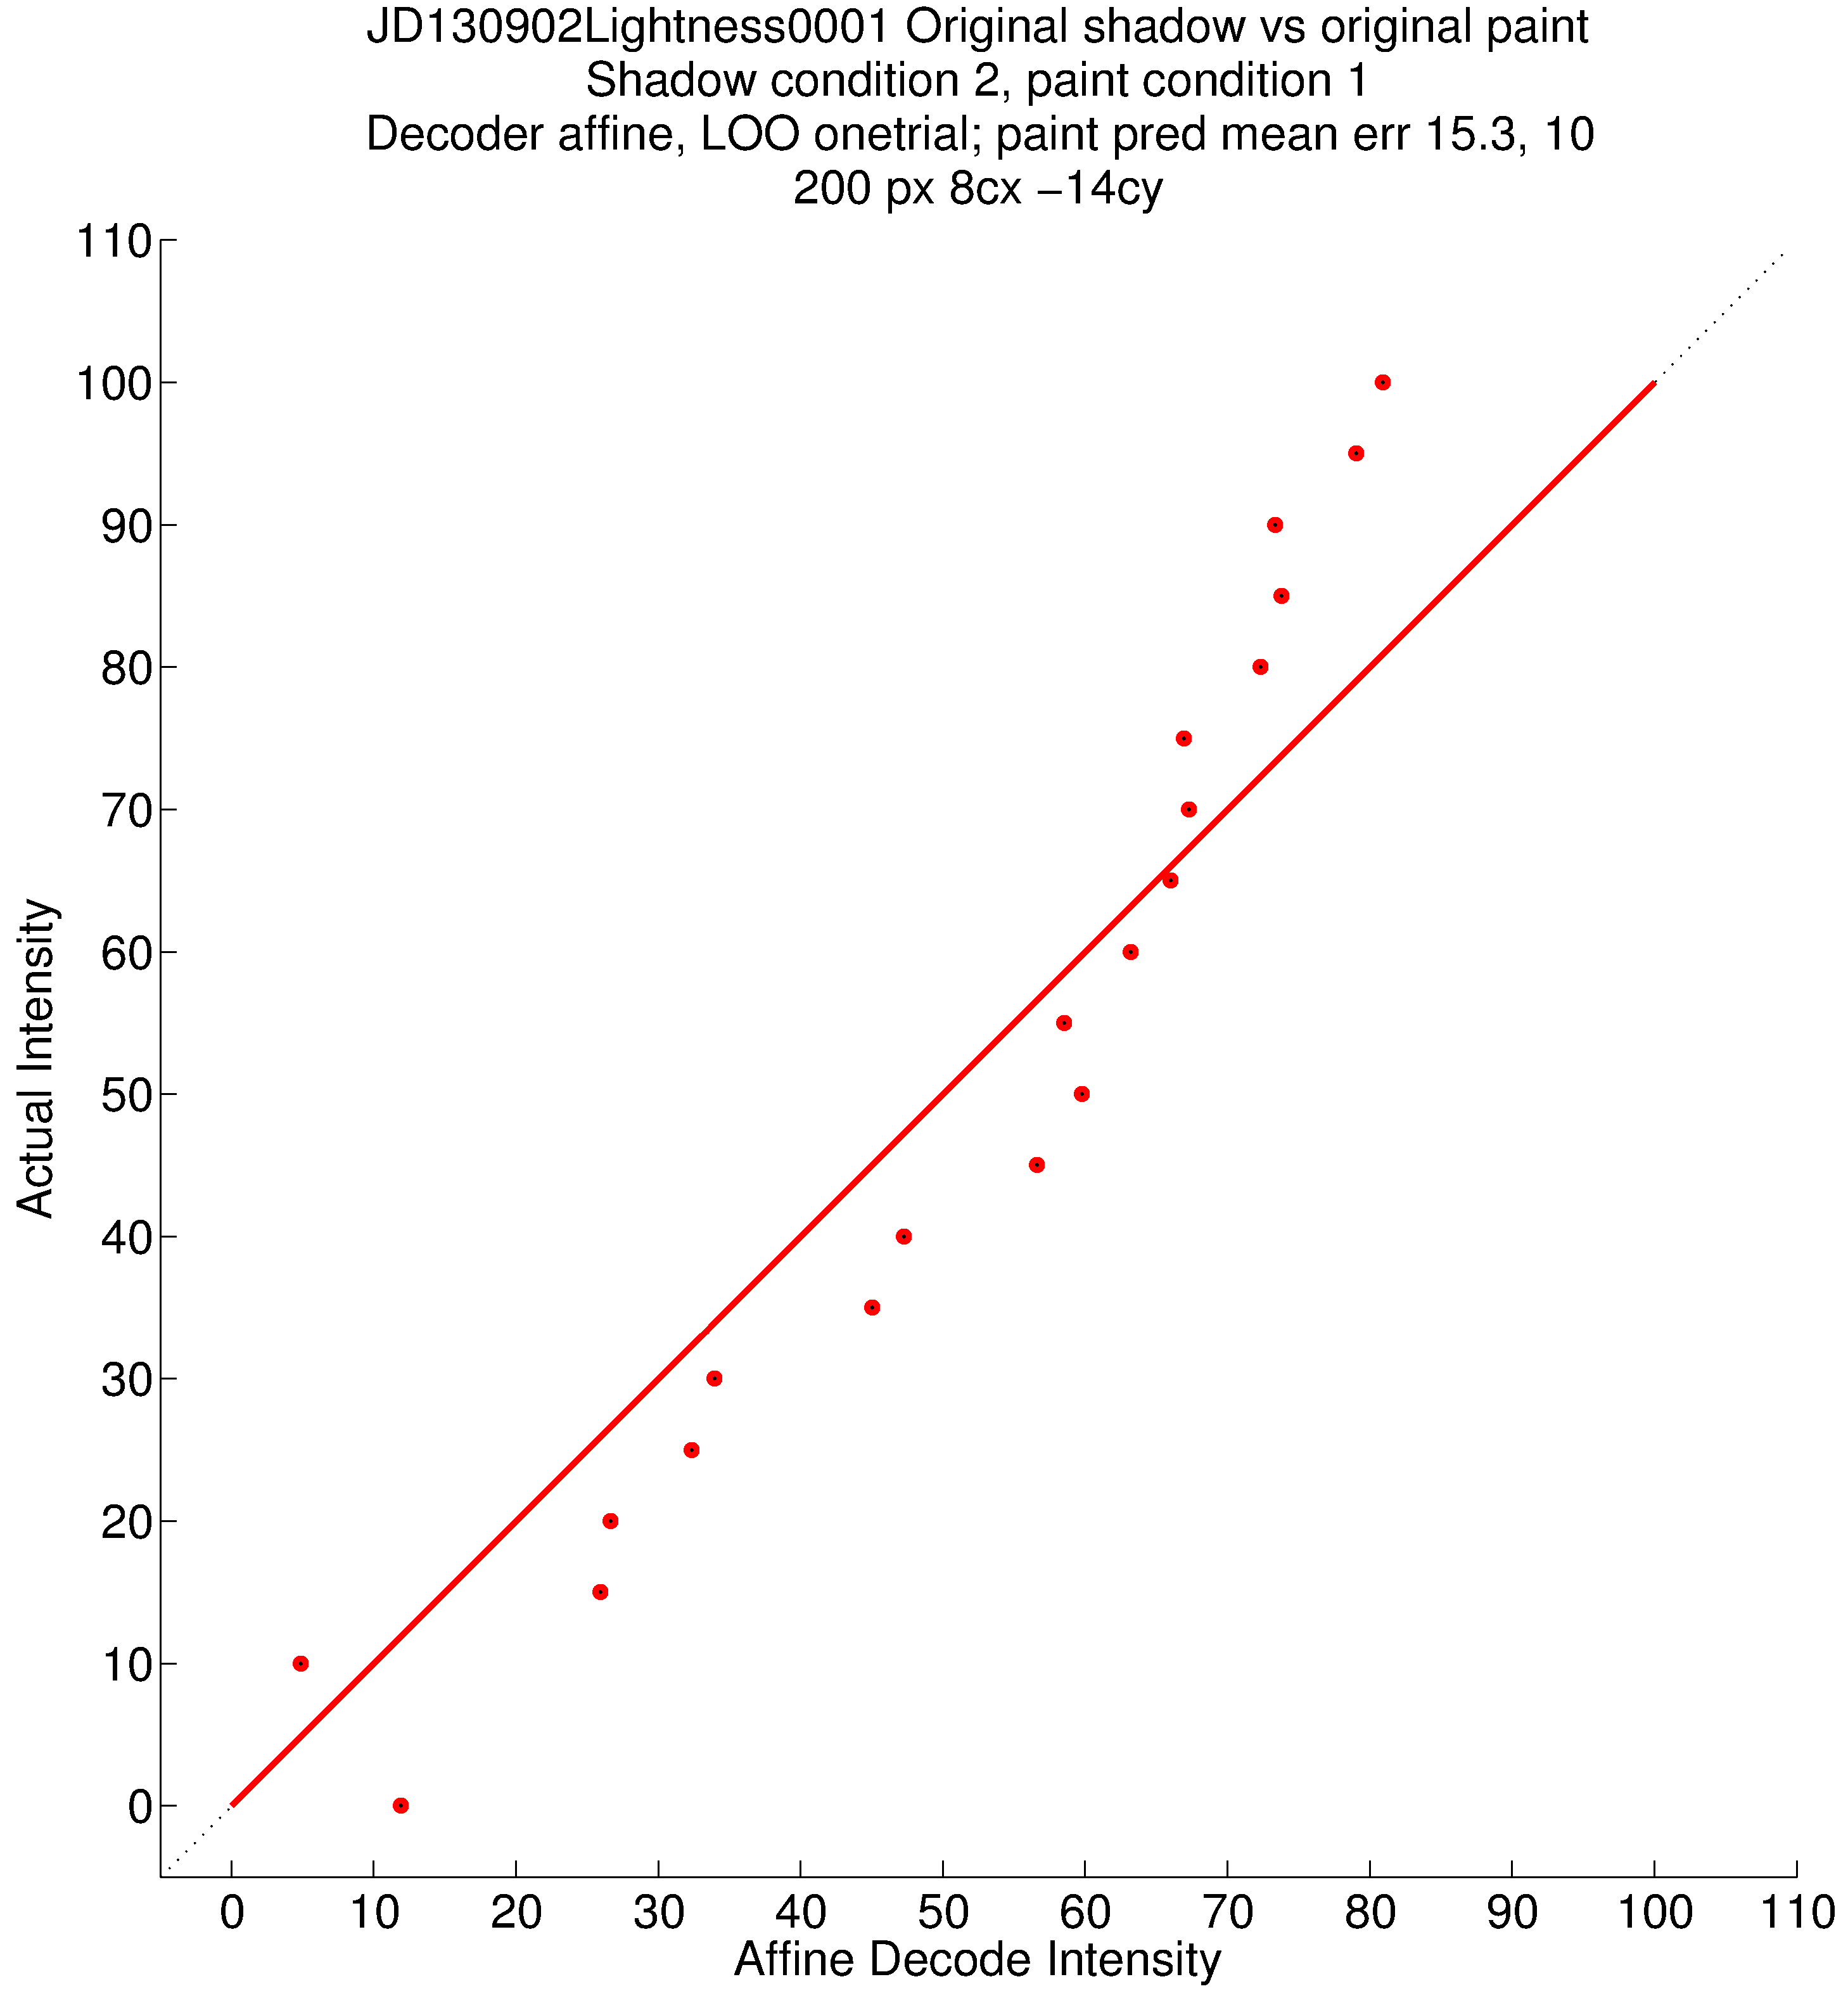 JD130902Lightness0001 Original shadow vs original paint
Shadow condition 2, paint condition 1
Decoder affine, LOO onetrial; paint pred mean err 15.3, 10
200 px 8cx −14cy
110
100
90
80
70
60
50
40
30
20
10
0
Actual Intensity
0 10 20 30 40 50 60 70 80 90 100 110
Affine Decode Intensity